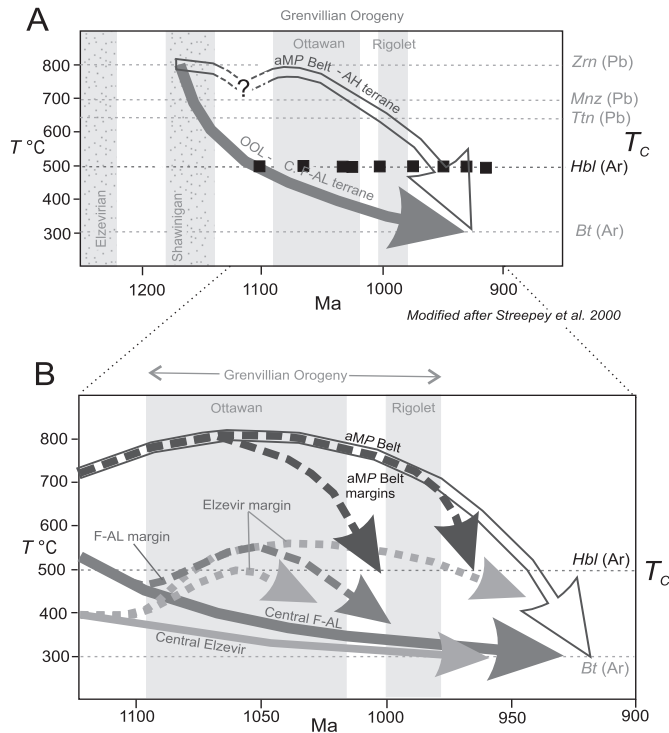 A
Grenvillian Orogeny
Ottawan
Rigolet
Elzevirian
Shawinigan
T °C
800
700
600
500
400
300
aMP Belt - AH terrane
?
OOL- C. F-AL terrane
Zrn (Pb)
Mnz (Pb)
Ttn (Pb)
Hbl (Ar)
Bt (Ar)
TC
1200
1100
1000
900
Ma
Modified after Streepey et al. 2000
B
Grenvillian Orogeny
Ottawan
Rigolet
T °C
800
700
600
500
400
300
aMP Belt
aMP Belt
margins
Elzevir margin
F-AL margin
Central F-AL
Central Elzevir
Hbl (Ar)
Bt (Ar)
TC
1100
1050
1000
950
900
Ma